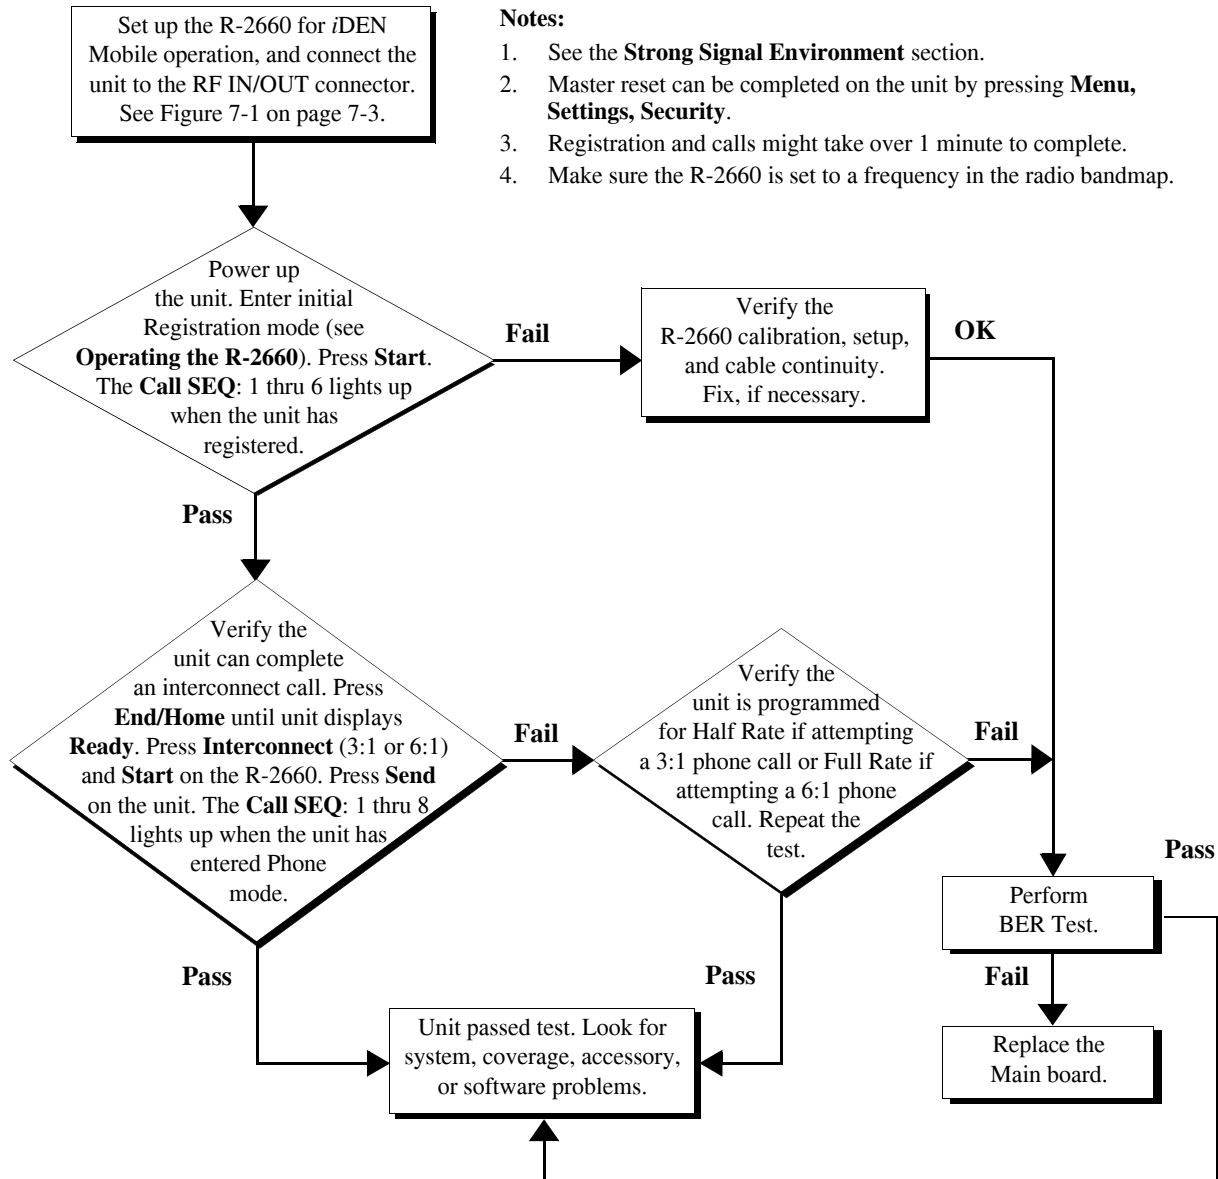 Set up the R-2660 for iDEN
Mobile operation, and connect the
unit to the RF IN/OUT connector.
See Figure 7-1 on page 7-3.
Notes:
1. See the Strong Signal Environment section.
2. Master reset can be completed on the unit by pressing Menu,
Settings, Security.
3. Registration and calls might take over 1 minute to complete.
4. Make sure the R-2660 is set to a frequency in the radio bandmap.
Power up
the unit. Enter initial
Registration mode (see
Operating the R-2660). Press Start.
The Call SEQ: 1 thru 6 lights up
when the unit has
registered.
Fail
Verify the
R-2660 calibration, setup,
and cable continuity.
Fix, if necessary.
OK
Pass
Verify the
unit can complete
an interconnect call. Press
End/Home until unit displays
Ready. Press Interconnect (3:1 or 6:1)
and Start on the R-2660. Press Send
on the unit. The Call SEQ: 1 thru 8
lights up when the unit has
entered Phone
mode.
Fail
Verify the
unit is programmed
for Half Rate if attempting
a 3:1 phone call or Full Rate if
attempting a 6:1 phone
call. Repeat the
test.
Fail
Pass
Perform
BER Test.
Pass
Pass
Fail
Unit passed test. Look for
system, coverage, accessory,
or software problems.
Replace the
Main board.